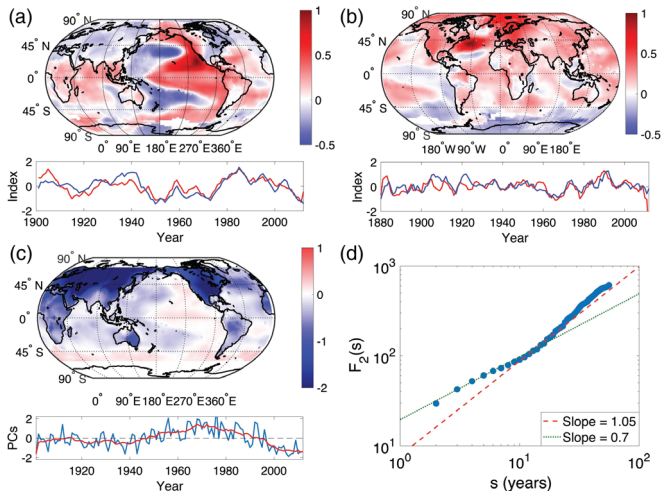 (a)
90° N
45° N
0°
45° S
90° S
0° 90°E 180°E 270°E 360°E
1
0.5
0
-0.5
Index
2
0
-2
1900 1920 1940 1960 1980 2000
Year
(b)
90° N
45° N
0°
45° S
90° S
180°W 90°W 0° 90°E 180°E
1
0.5
0
-0.5
Index
2
0
-2
1880 1900 1920 1940 1960 1980 2000
Year
(c)
90° N
45° N
0°
45° S
90° S
0° 90°E 180°E 270°E 360°E
1
0
-1
-2
PCs
2
0
-2
1920 1940 1960 1980 2000
Year
(d)
F2(s)
10³
10²
10¹
10⁰ 10¹ 10²
s (years)
Slope = 1.05
Slope = 0.7